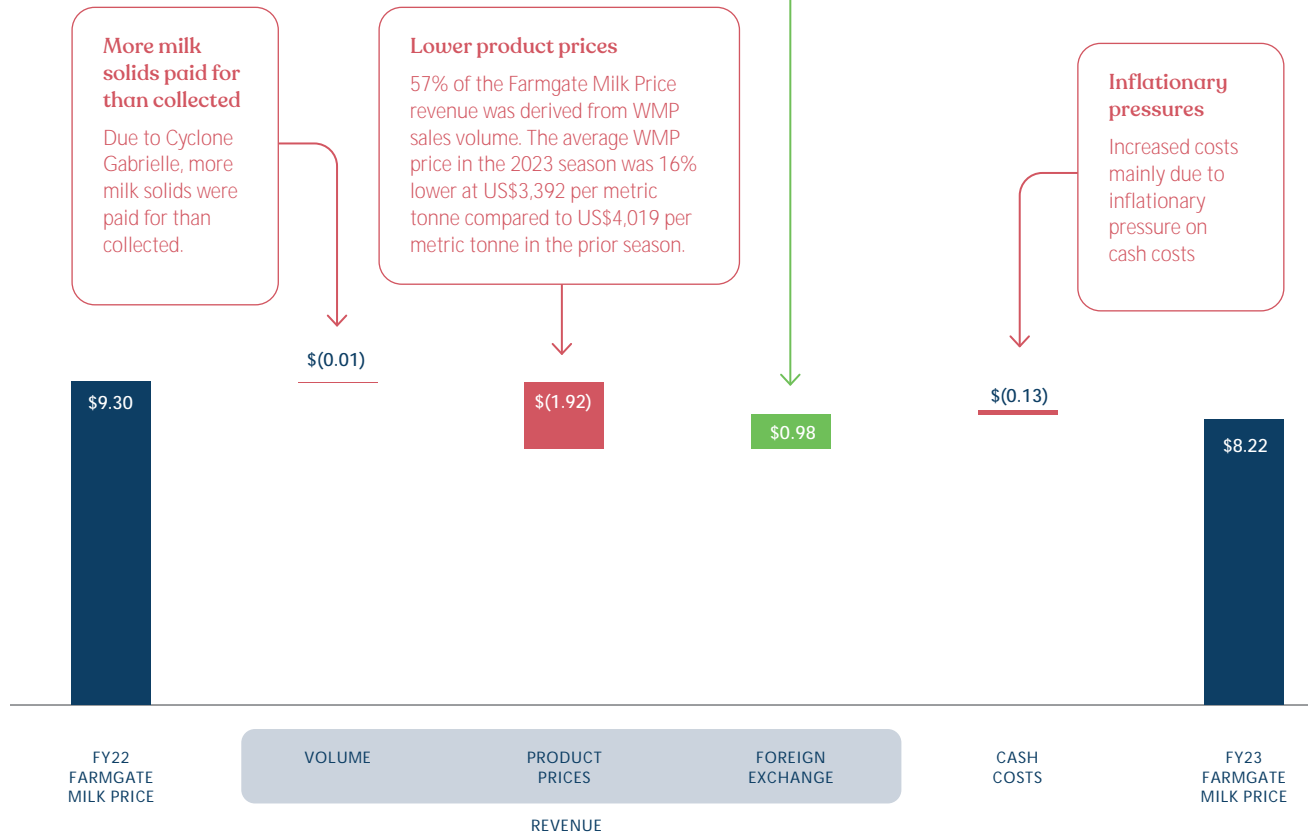 More milk
solids paid for
than collected
Due to Cyclone
Gabrielle, more
milk solids were
paid for than
collected.
Lower product prices
57% of the Farmgate Milk Price
revenue was derived from WMP
sales volume. The average WMP
price in the 2023 season was 16%
lower at US$3,392 per metric
tonne compared to US$4,019 per
metric tonne in the prior season.
Inflationary
pressures
Increased costs
mainly due to
inflationary
pressure on
cash costs
$9.30
$(0.01)
$(1.92)
$0.98
$(0.13)
$8.22
FY22
FARMGATE
MILK PRICE
VOLUME
PRODUCT
PRICES
FOREIGN
EXCHANGE
CASH
COSTS
FY23
FARMGATE
MILK PRICE
REVENUE